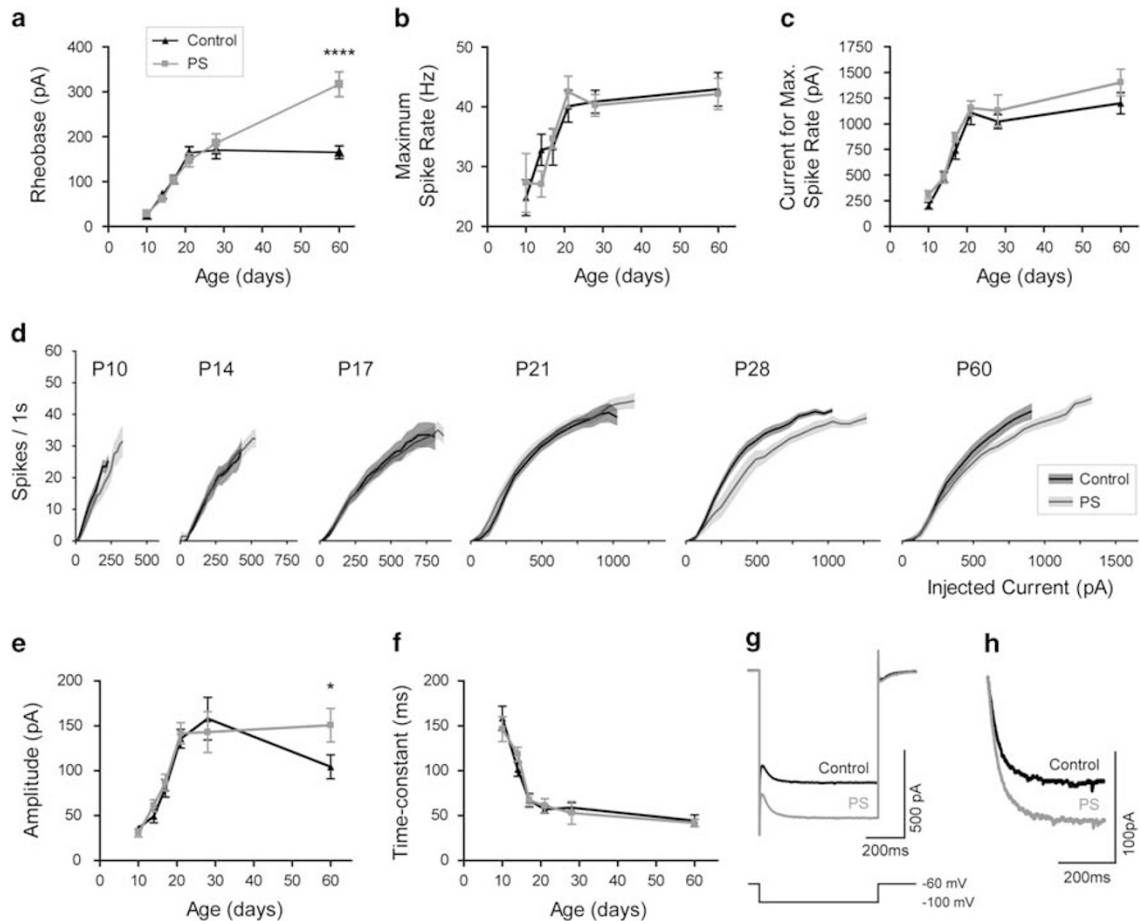 a
Rheobase (pA)
400
300
200
100
0
0 10 20 30 40 50 60
Age (days)
Control
PS
****
b
Maximum
Spike Rate (Hz)
50
40
30
20
0 10 20 30 40 50 60
Age (days)
c
Current for Max.
Spike Rate (pA)
1750
1500
1250
1000
750
500
250
0
0 10 20 30 40 50 60
Age (days)
d
Spikes / 1s
60
50
40
30
20
10
0
P10
P14
P17
P21
P28
P60
0 250 500
0 250 500 750
0 250 500 750
0 500 1000
0 500 1000
0 500 1000 1500
Injected Current (pA)
Control
PS
e
Amplitude (pA)
200
150
100
50
0
0 10 20 30 40 50 60
Age (days)
*
f
Time-constant (ms)
200
150
100
50
0
0 10 20 30 40 50 60
Age (days)
g
Control
PS
500 pA
200ms
-60 mV
-100 mV
h
Control
PS
100pA
200ms